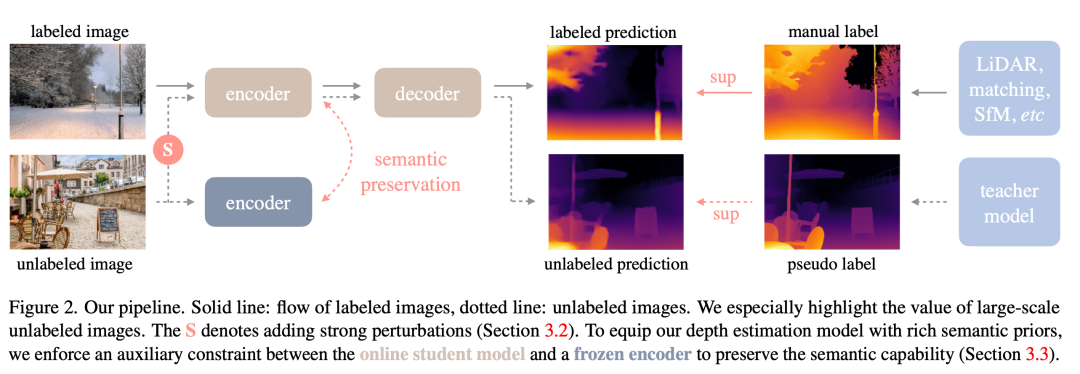 labeled image
labeled prediction
manual label
encoder
decoder
sup
LiDAR,
matching,
SfM, etc
S
semantic
preservation
encoder
sup
teacher
model
unlabeled image
unlabeled prediction
pseudo label
Figure 2. Our pipeline. Solid line: flow of labeled images, dotted line: unlabeled images. We especially highlight the value of large-scale
unlabeled images. The S denotes adding strong perturbations (Section 3.2). To equip our depth estimation model with rich semantic priors,
we enforce an auxiliary constraint between the online student model and a frozen encoder to preserve the semantic capability (Section 3.3).